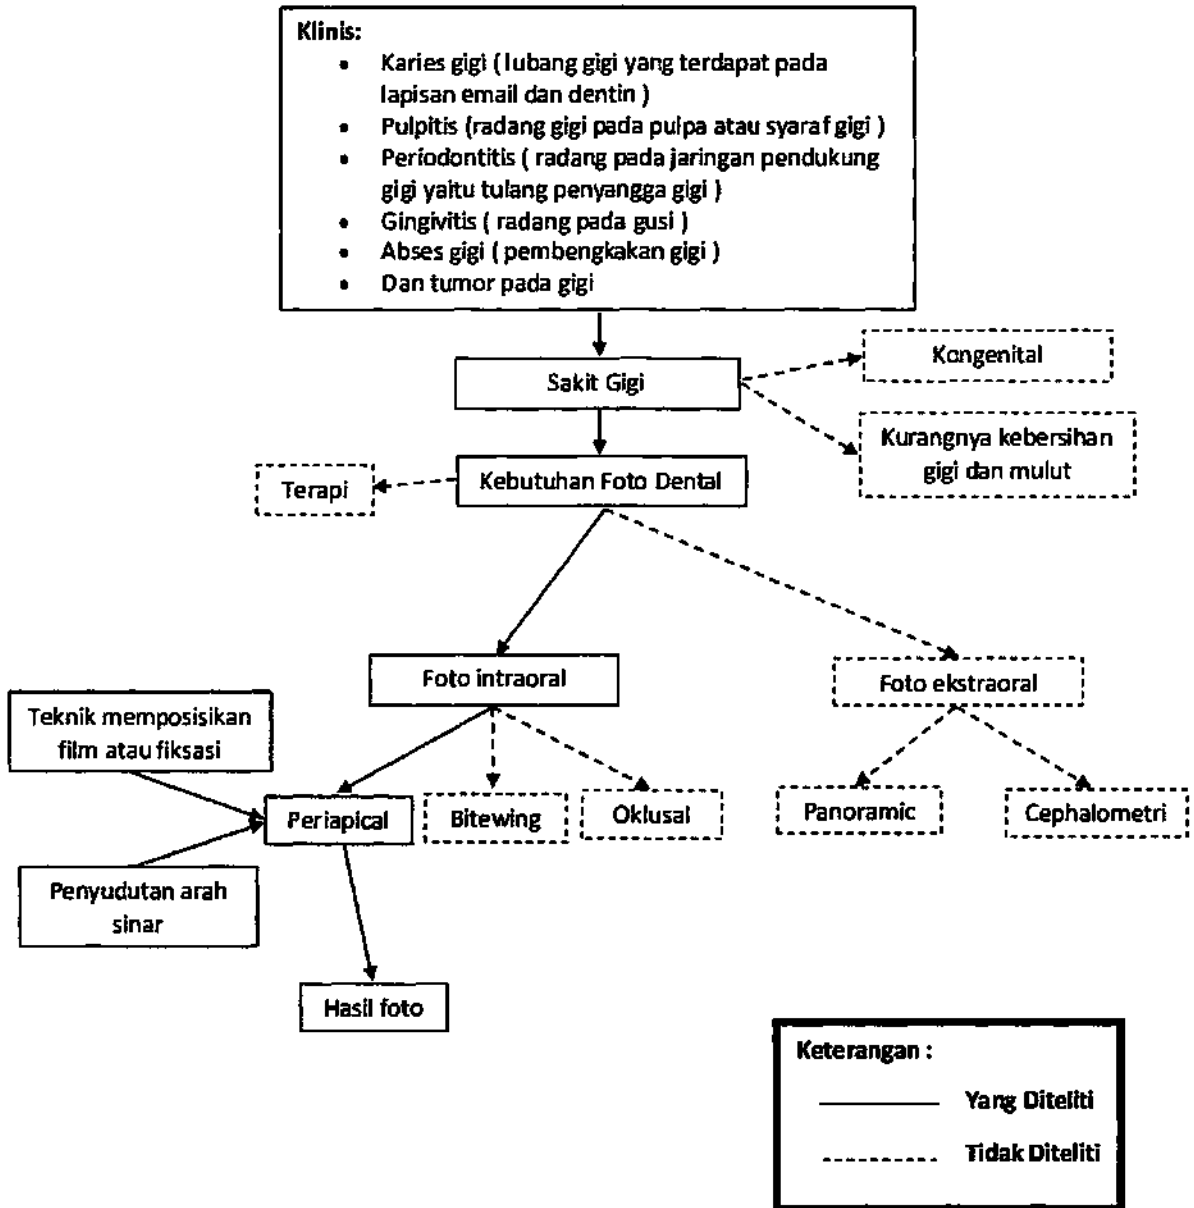 Klinis:
• Karies gigi ( lubang gigi yang terdapat pada
lapisan email dan dentin )
• Pulpitis (radang gigi pada pulpa atau syaraf gigi )
• Periodontitis ( radang pada jaringan pendukung
gigi yaitu tulang penyangga gigi )
• Gingivitis ( radang pada gusi )
• Abses gigi ( pembengkakan gigi )
• Dan tumor pada gigi
Sakit Gigi
Kongenital
Kurangnya kebersihan
gigi dan mulut
Kebutuhan Foto Dental
Terapi
Foto intraoral
Foto ekstraoral
Teknik memposisikan
film atau fiksasi
Periapical
Bitewing
Oklusal
Panoramic
Cephalometri
Penyudutan arah
sinar
Hasil foto
Keterangan :
Yang Diteliti
Tidak Diteliti